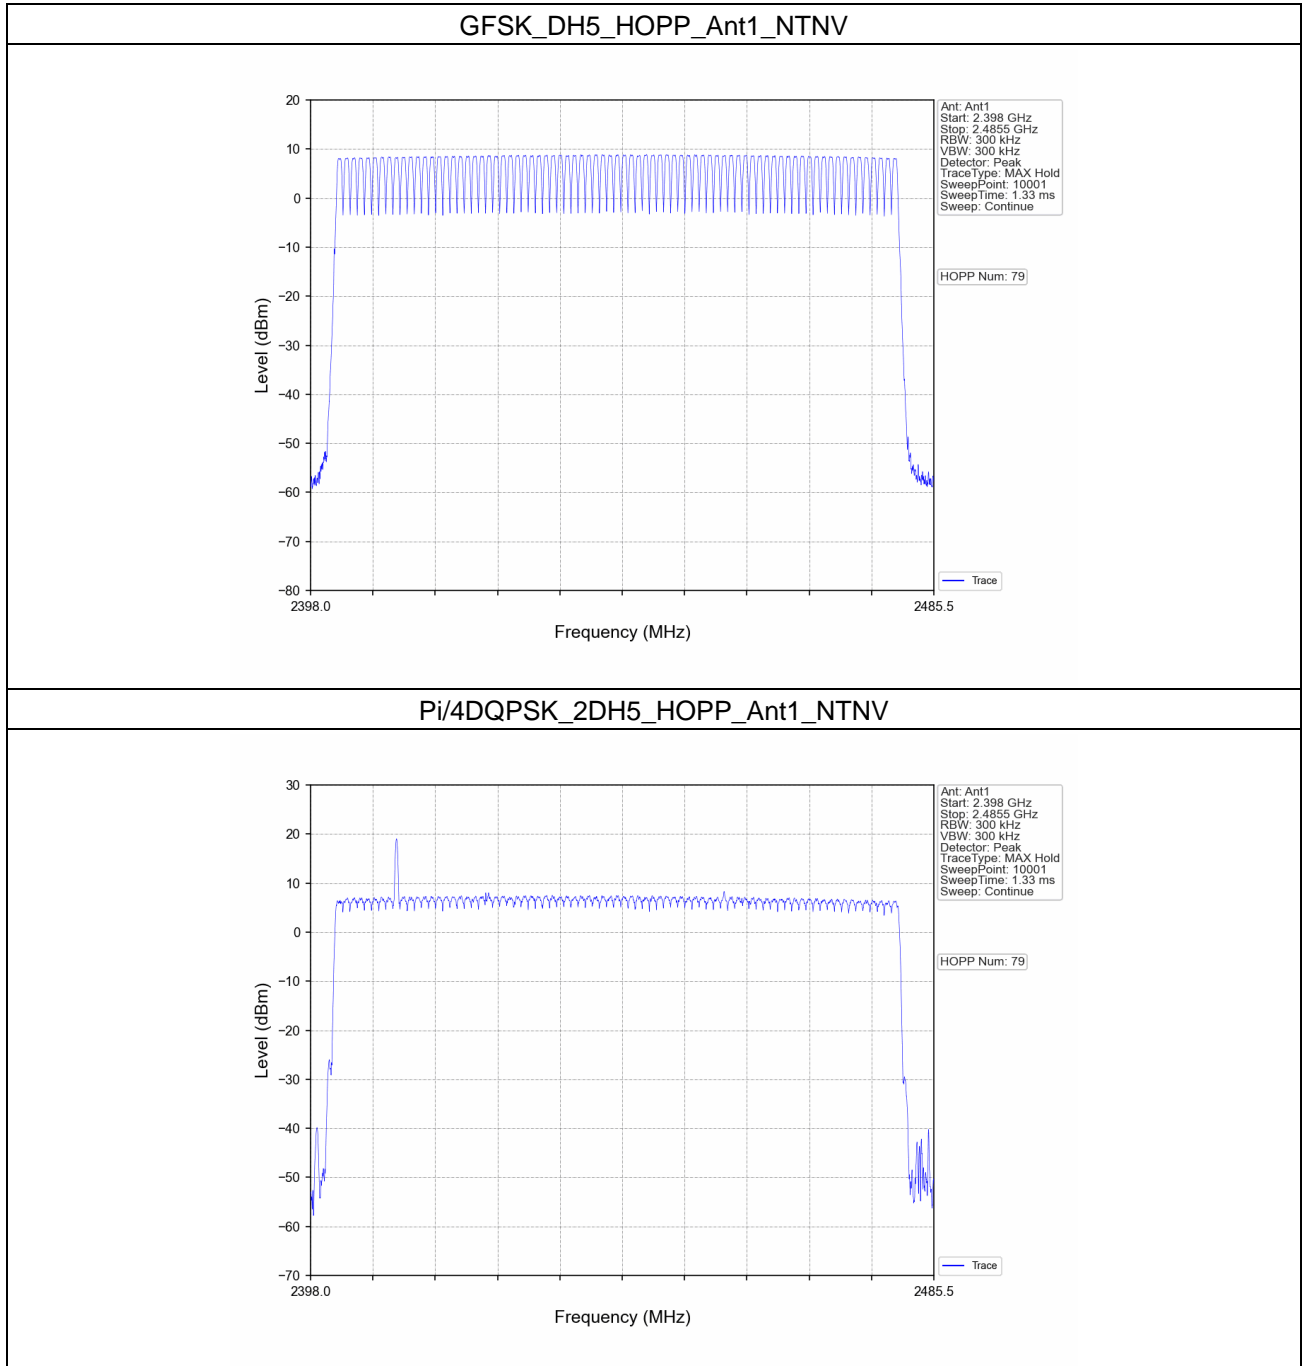 GFSK_DH5_HOPP_Ant1_NTNV
20
10
0
−10
−20
−30
−40
−50
−60
−70
−80
Level (dBm)
2398.0
2485.5
Frequency (MHz)
Ant: Ant1
Start: 2.398 GHz
Stop: 2.4855 GHz
RBW: 300 kHz
VBW: 300 kHz
Detector: Peak
TraceType: MAX Hold
SweepPoint: 10001
SweepTime: 1.33 ms
Sweep: Continue
HOPP Num: 79
Trace
Pi/4DQPSK_2DH5_HOPP_Ant1_NTNV
30
20
10
0
−10
−20
−30
−40
−50
−60
−70
Level (dBm)
2398.0
2485.5
Frequency (MHz)
Ant: Ant1
Start: 2.398 GHz
Stop: 2.4855 GHz
RBW: 300 kHz
VBW: 300 kHz
Detector: Peak
TraceType: MAX Hold
SweepPoint: 10001
SweepTime: 1.33 ms
Sweep: Continue
HOPP Num: 79
Trace